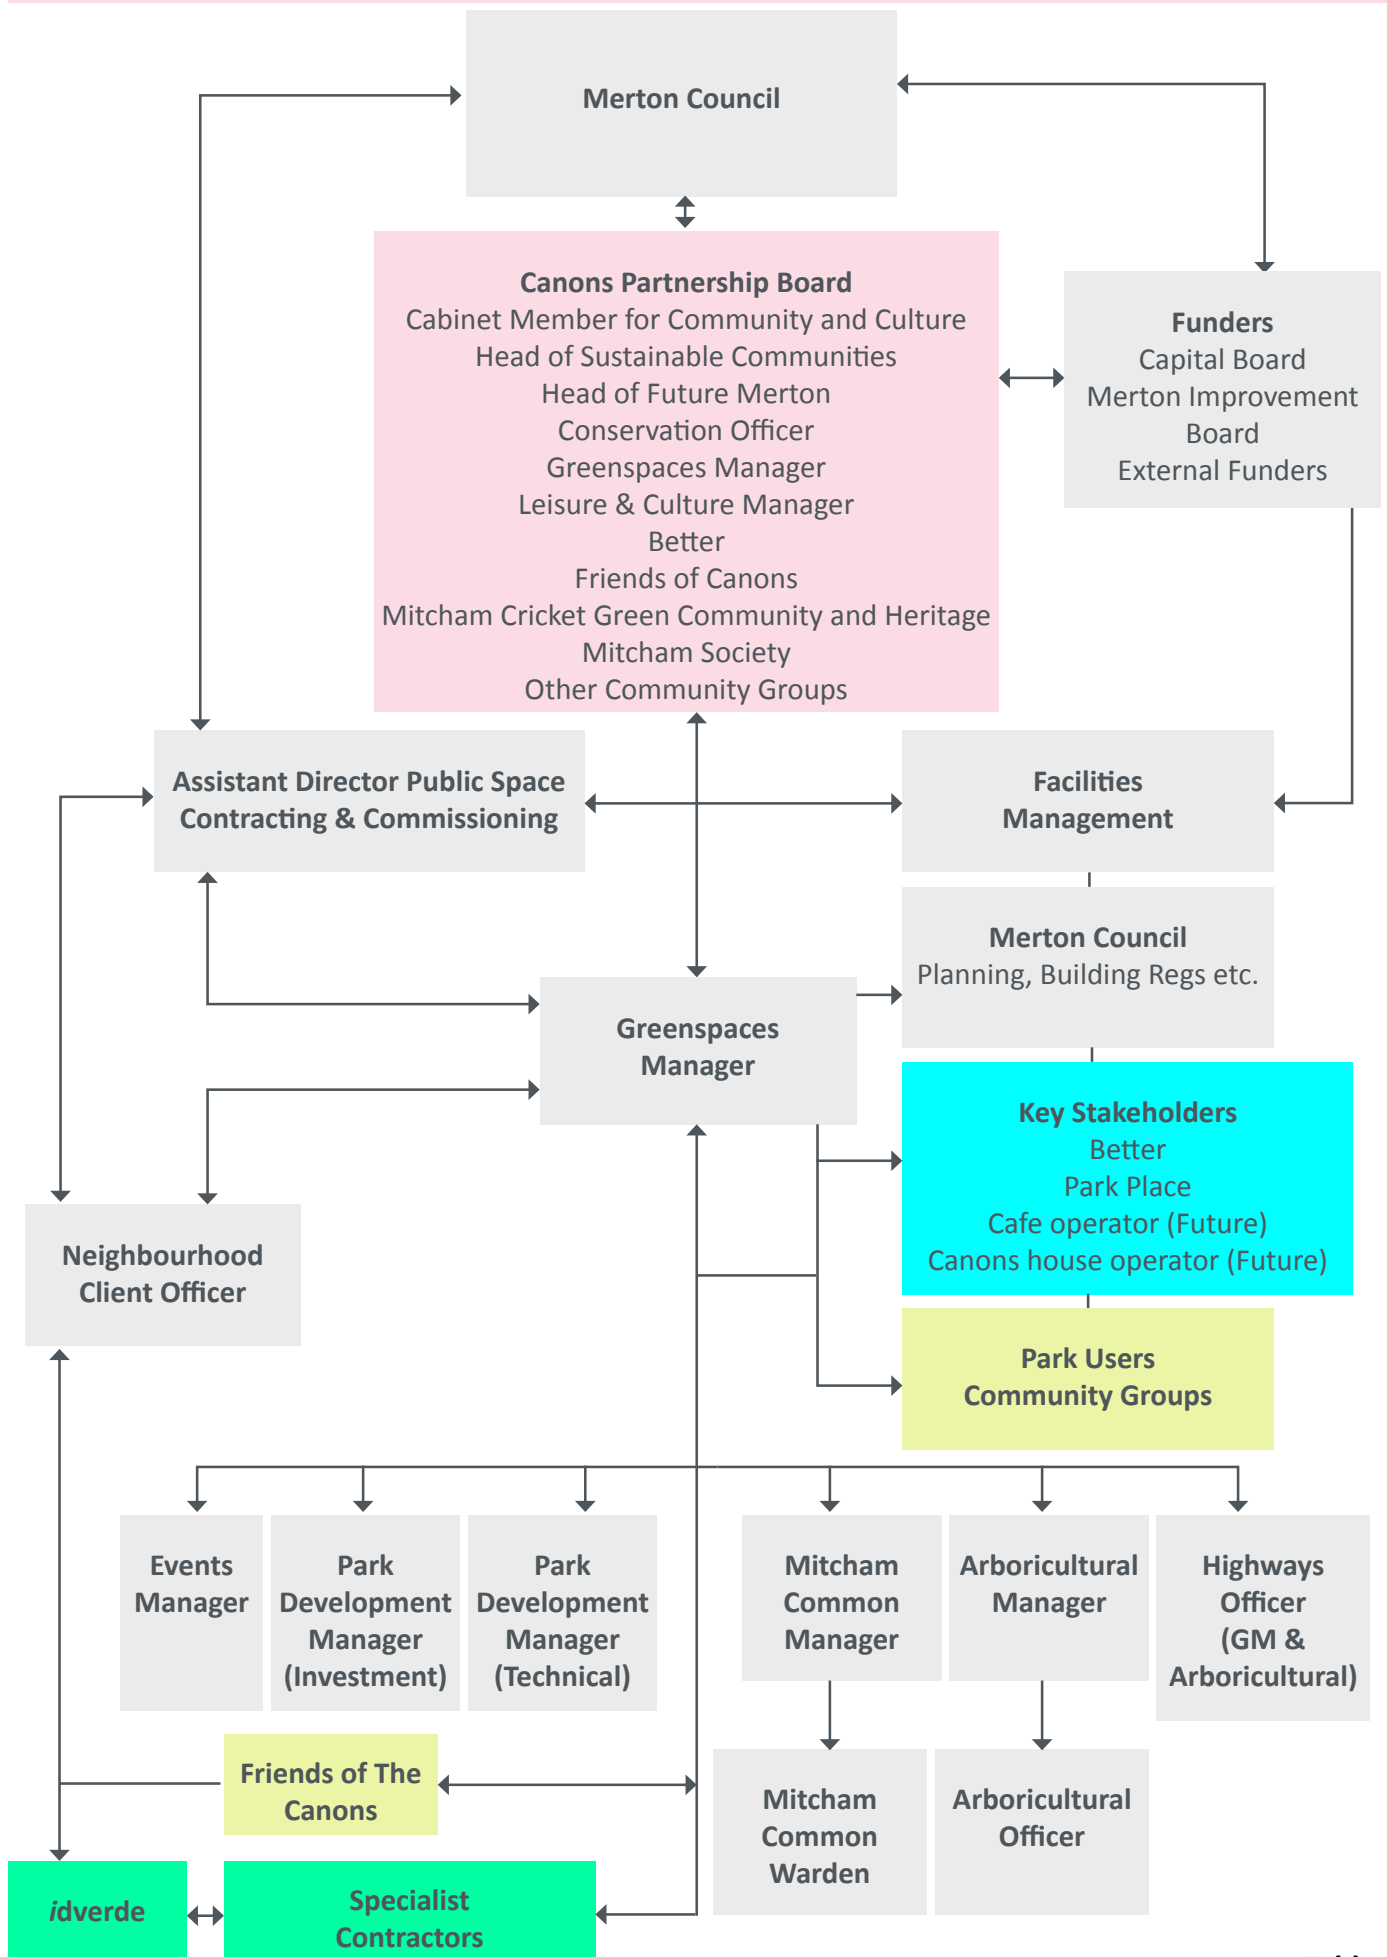 Merton Council
Canons Partnership Board
Cabinet Member for Community and Culture
Head of Sustainable Communities
Head of Future Merton
Conservation Officer
Greenspaces Manager
Leisure & Culture Manager
Better
Friends of Canons
Mitcham Cricket Green Community and Heritage
Mitcham Society
Other Community Groups
Funders
Capital Board
Merton Improvement
Board
External Funders
Assistant Director Public Space
Contracting & Commissioning
Facilities
Management
Merton Council
Planning, Building Regs etc.
Greenspaces
Manager
Key Stakeholders
Better
Park Place
Cafe operator (Future)
Canons house operator (Future)
Neighbourhood
Client Officer
Park Users
Community Groups
Events
Manager
Park
Development
Manager
(Investment)
Park
Development
Manager
(Technical)
Mitcham
Common
Manager
Arboricultural
Manager
Highways
Officer
(GM &
Arboricultural)
Friends of The
Canons
Mitcham
Common
Warden
Arboricultural
Officer
idverde
Specialist
Contractors